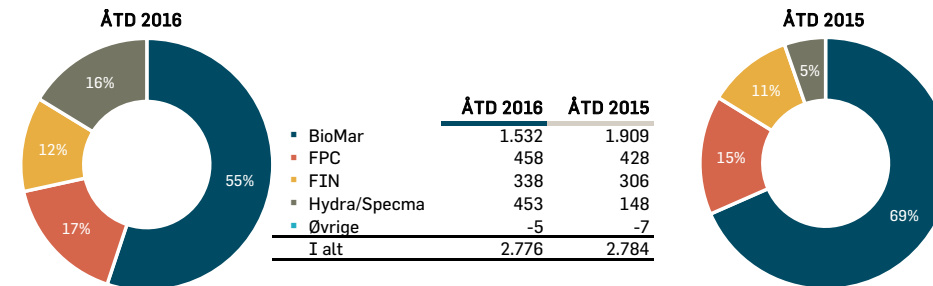 ÅTD 2016
16%
12%
55%
17%
ÅTD 2016 ÅTD 2015
BioMar 1.532 1.909
FPC 458 428
FIN 338 306
Hydra/Specma 453 148
Øvrige -5 -7
I alt 2.776 2.784
ÅTD 2015
5%
11%
15%
69%